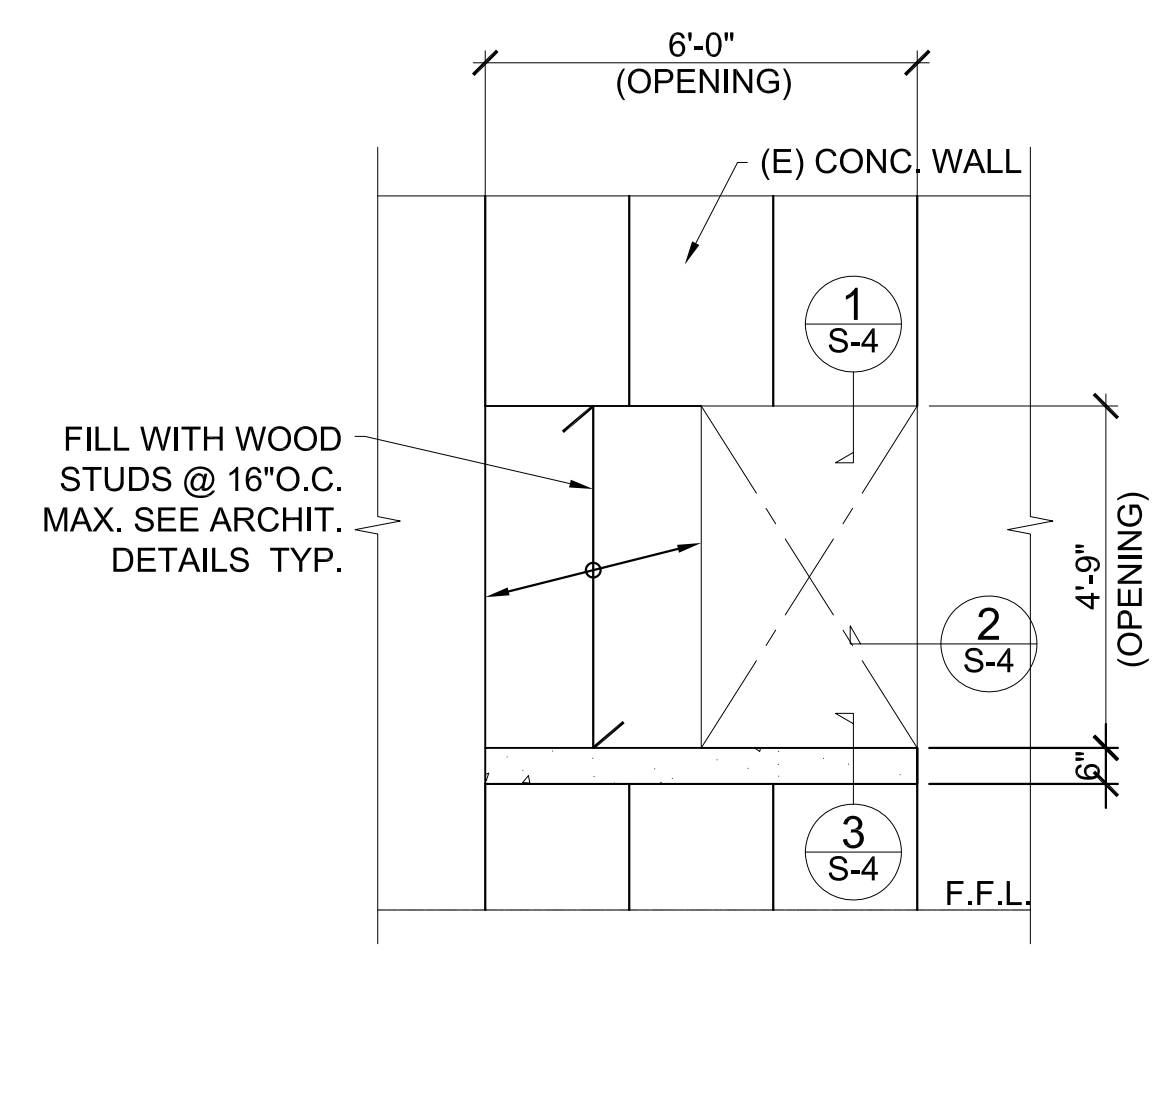 6'-0"
(OPENING)
(E) CONC. WALL
1
S-4
FILL WITH WOOD
STUDS @ 16"O.C.
MAX. SEE ARCHIT.
DETAILS TYP.
4'-9"
(OPENING)
2
S-4
6"
3
S-4
F.F.L.